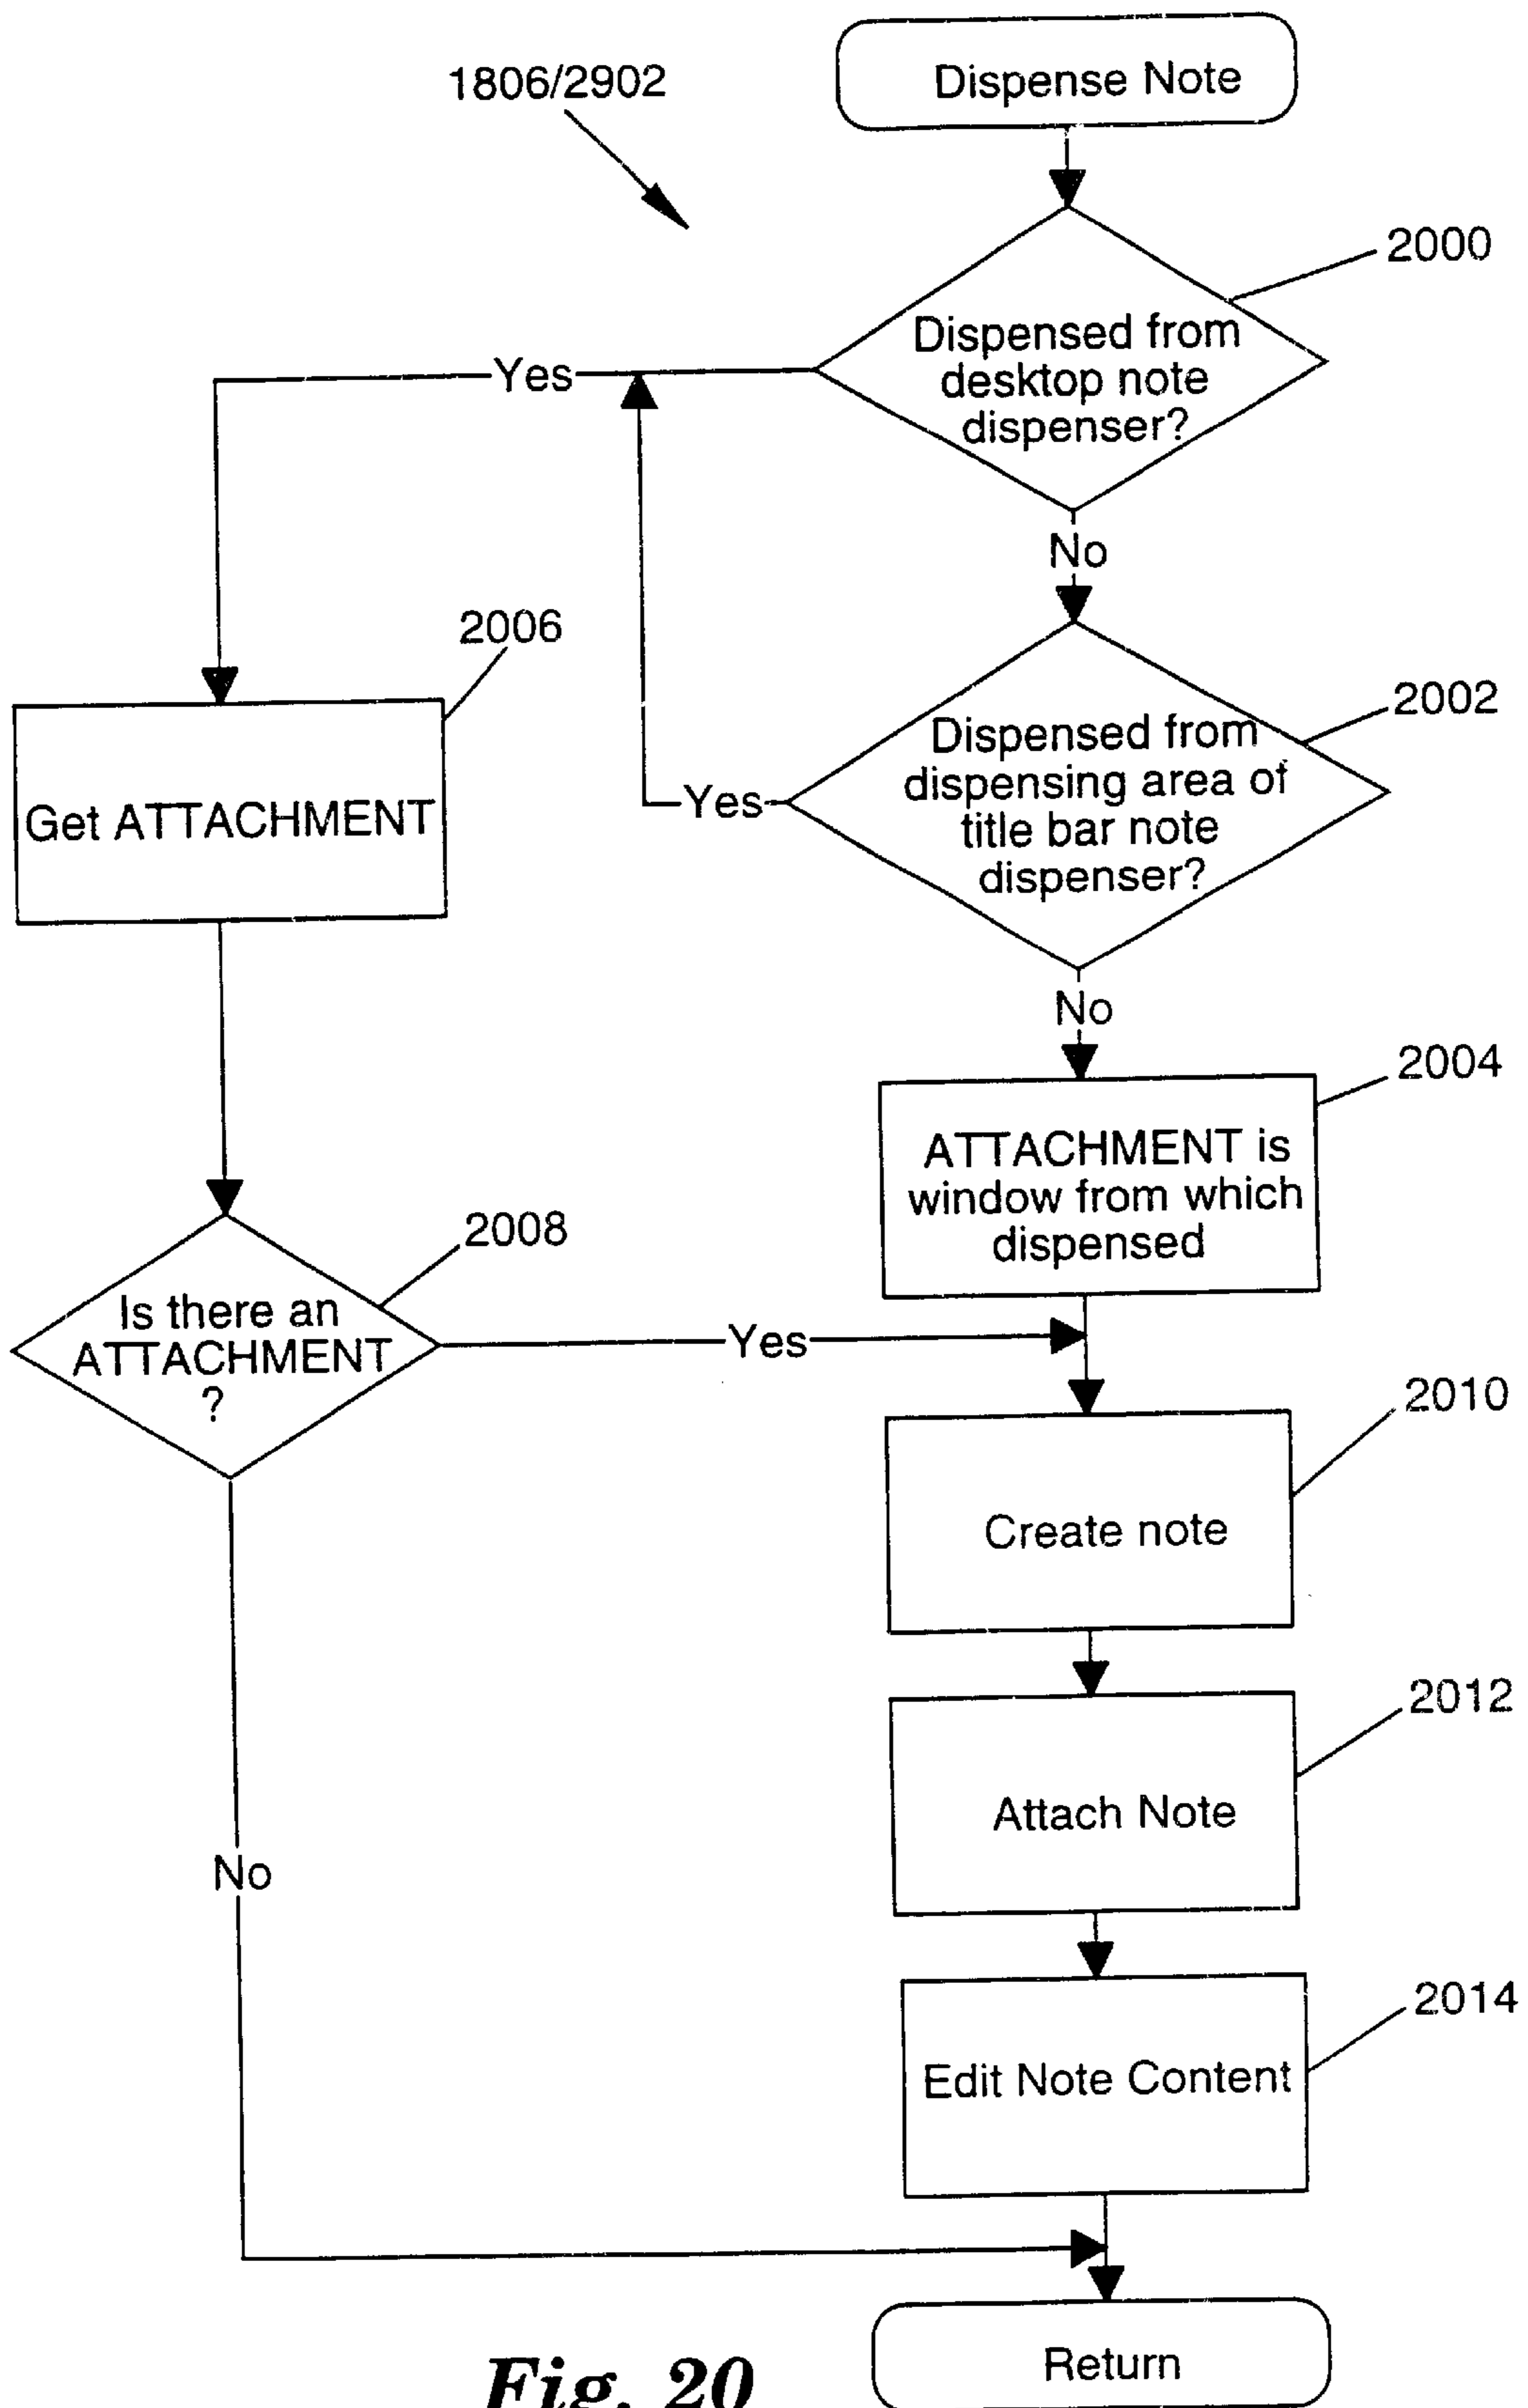 1806/2902
Dispense Note
2000
Dispensed from
desktop note
dispenser?
Yes
No
2006
2002
Dispensed from
dispensing area of
title bar note
dispenser?
Yes
Get ATTACHMENT
No
2004
ATTACHMENT is
window from which
dispensed
2008
Is there an
ATTACHMENT
?
Yes
2010
Create note
2012
Attach Note
No
2014
Edit Note Content
Return
Fig. 20